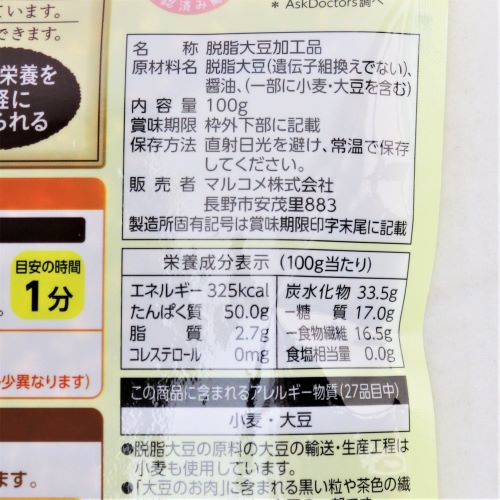 認済み
* AskDoctors調べ
ています。
できます。
栄養を
軽に
られる
名称 脱脂大豆加工品
原材料名 脱脂大豆(遺伝子組換えでない)、
醤油、(一部に小麦・大豆を含む)
内容量 100g
賞味期限 枠外下部に記載
保存方法 直射日光を避け、常温で保存
してください。
販売者 マルコメ株式会社
長野市安茂里883
製造所固有記号は賞味期限印字末尾に記載
目安の時間
1分
栄養成分表示(100g当たり)
エネルギー 325kcal 炭水化物 33.5g
たんぱく質 50.0g −糖質 17.0g
脂質 2.7g −食物繊維 16.5g
コレステロール 0mg 食塩相当量 0.0g
少異なります)
この商品に含まれるアレルギー物質(27品目中)
小麦・大豆
●脱脂大豆の原料の大豆の輸送・生産工程は
小麦も使用しています。
●「大豆のお肉」に含まれる黒い粒や茶色の繊
ます。